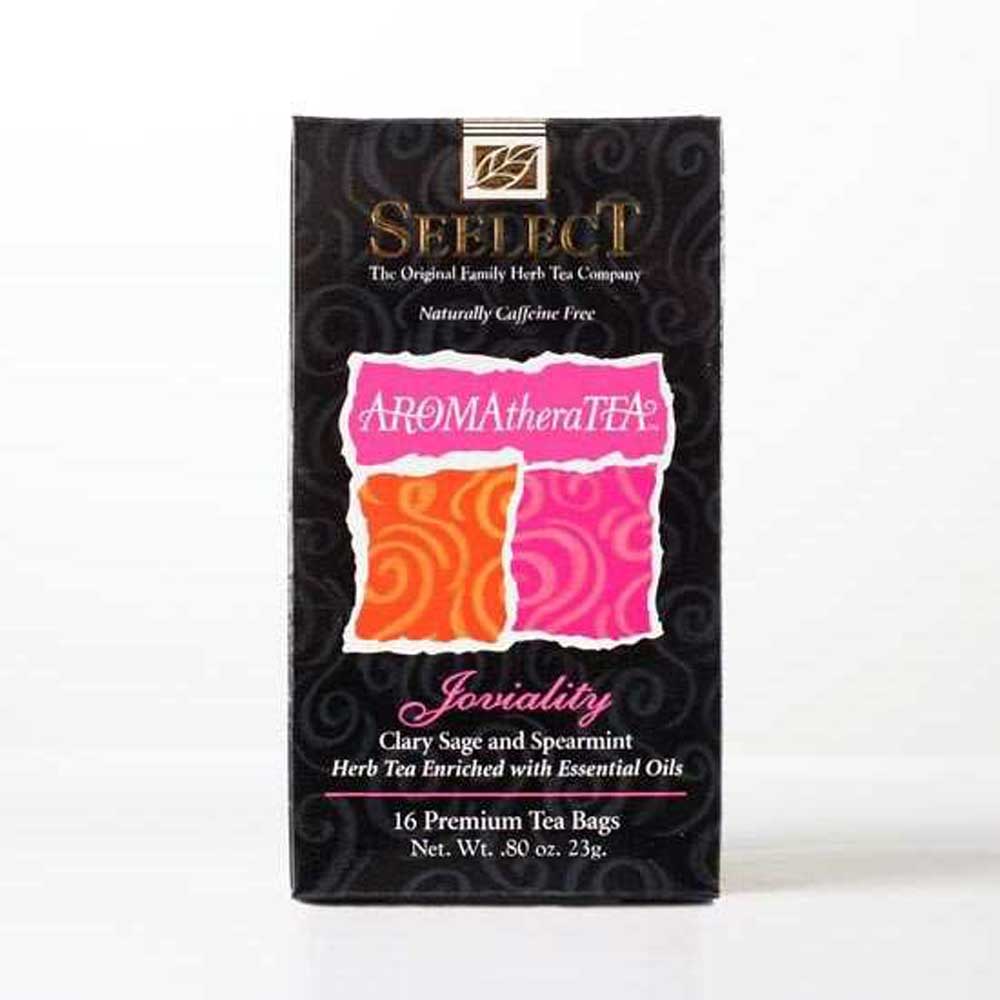 SEELECT
The Original Family Herb Tea Company
Naturally Caffeine Free
AROMAtheraTEA
Joviality
Clary Sage and Spearmint
Herb Tea Enriched with Essential Oils
16 Premium Tea Bags
Net. Wt. .80 oz. 23g.